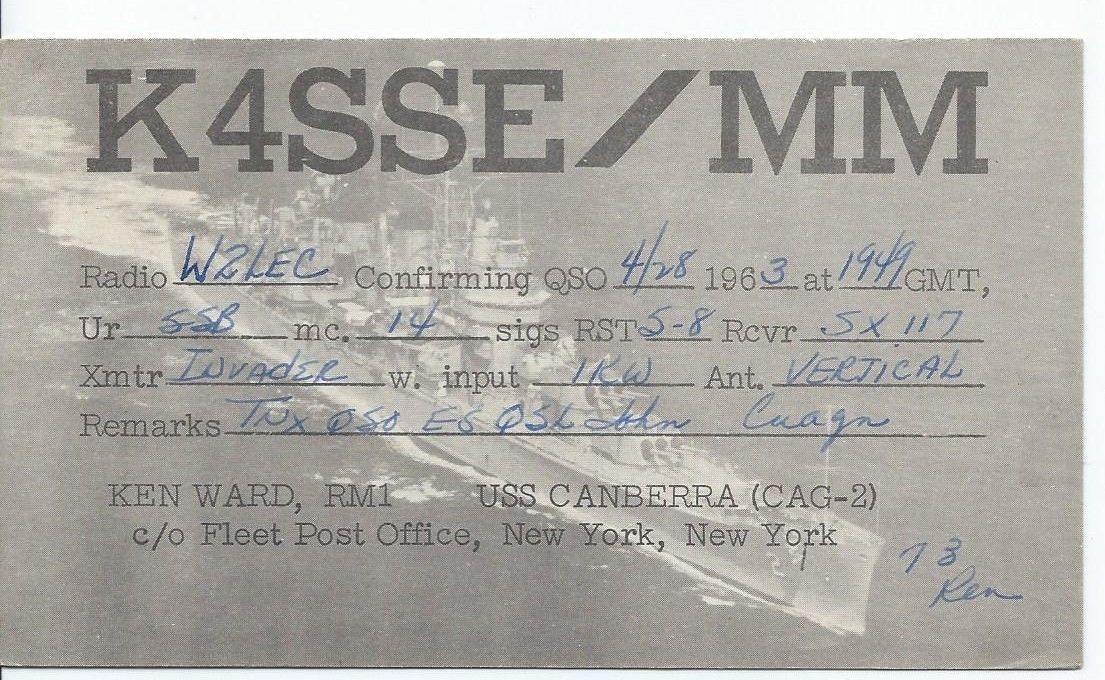 K4SSE/MM
Radio W2LEC Confirming QSO 4/28 1963 at 1949 GMT,
Ur SSB mc. 14 sigs RST 5-8 Rcvr SX 117
Xmtr INVADER w. input 1KW Ant. VERTICAL
Remarks TNX QSO ES QSL John Cuagn
KEN WARD, RM1 USS CANBERRA (CAG-2)
c/o Fleet Post Office, New York, New York
2
73
Ken